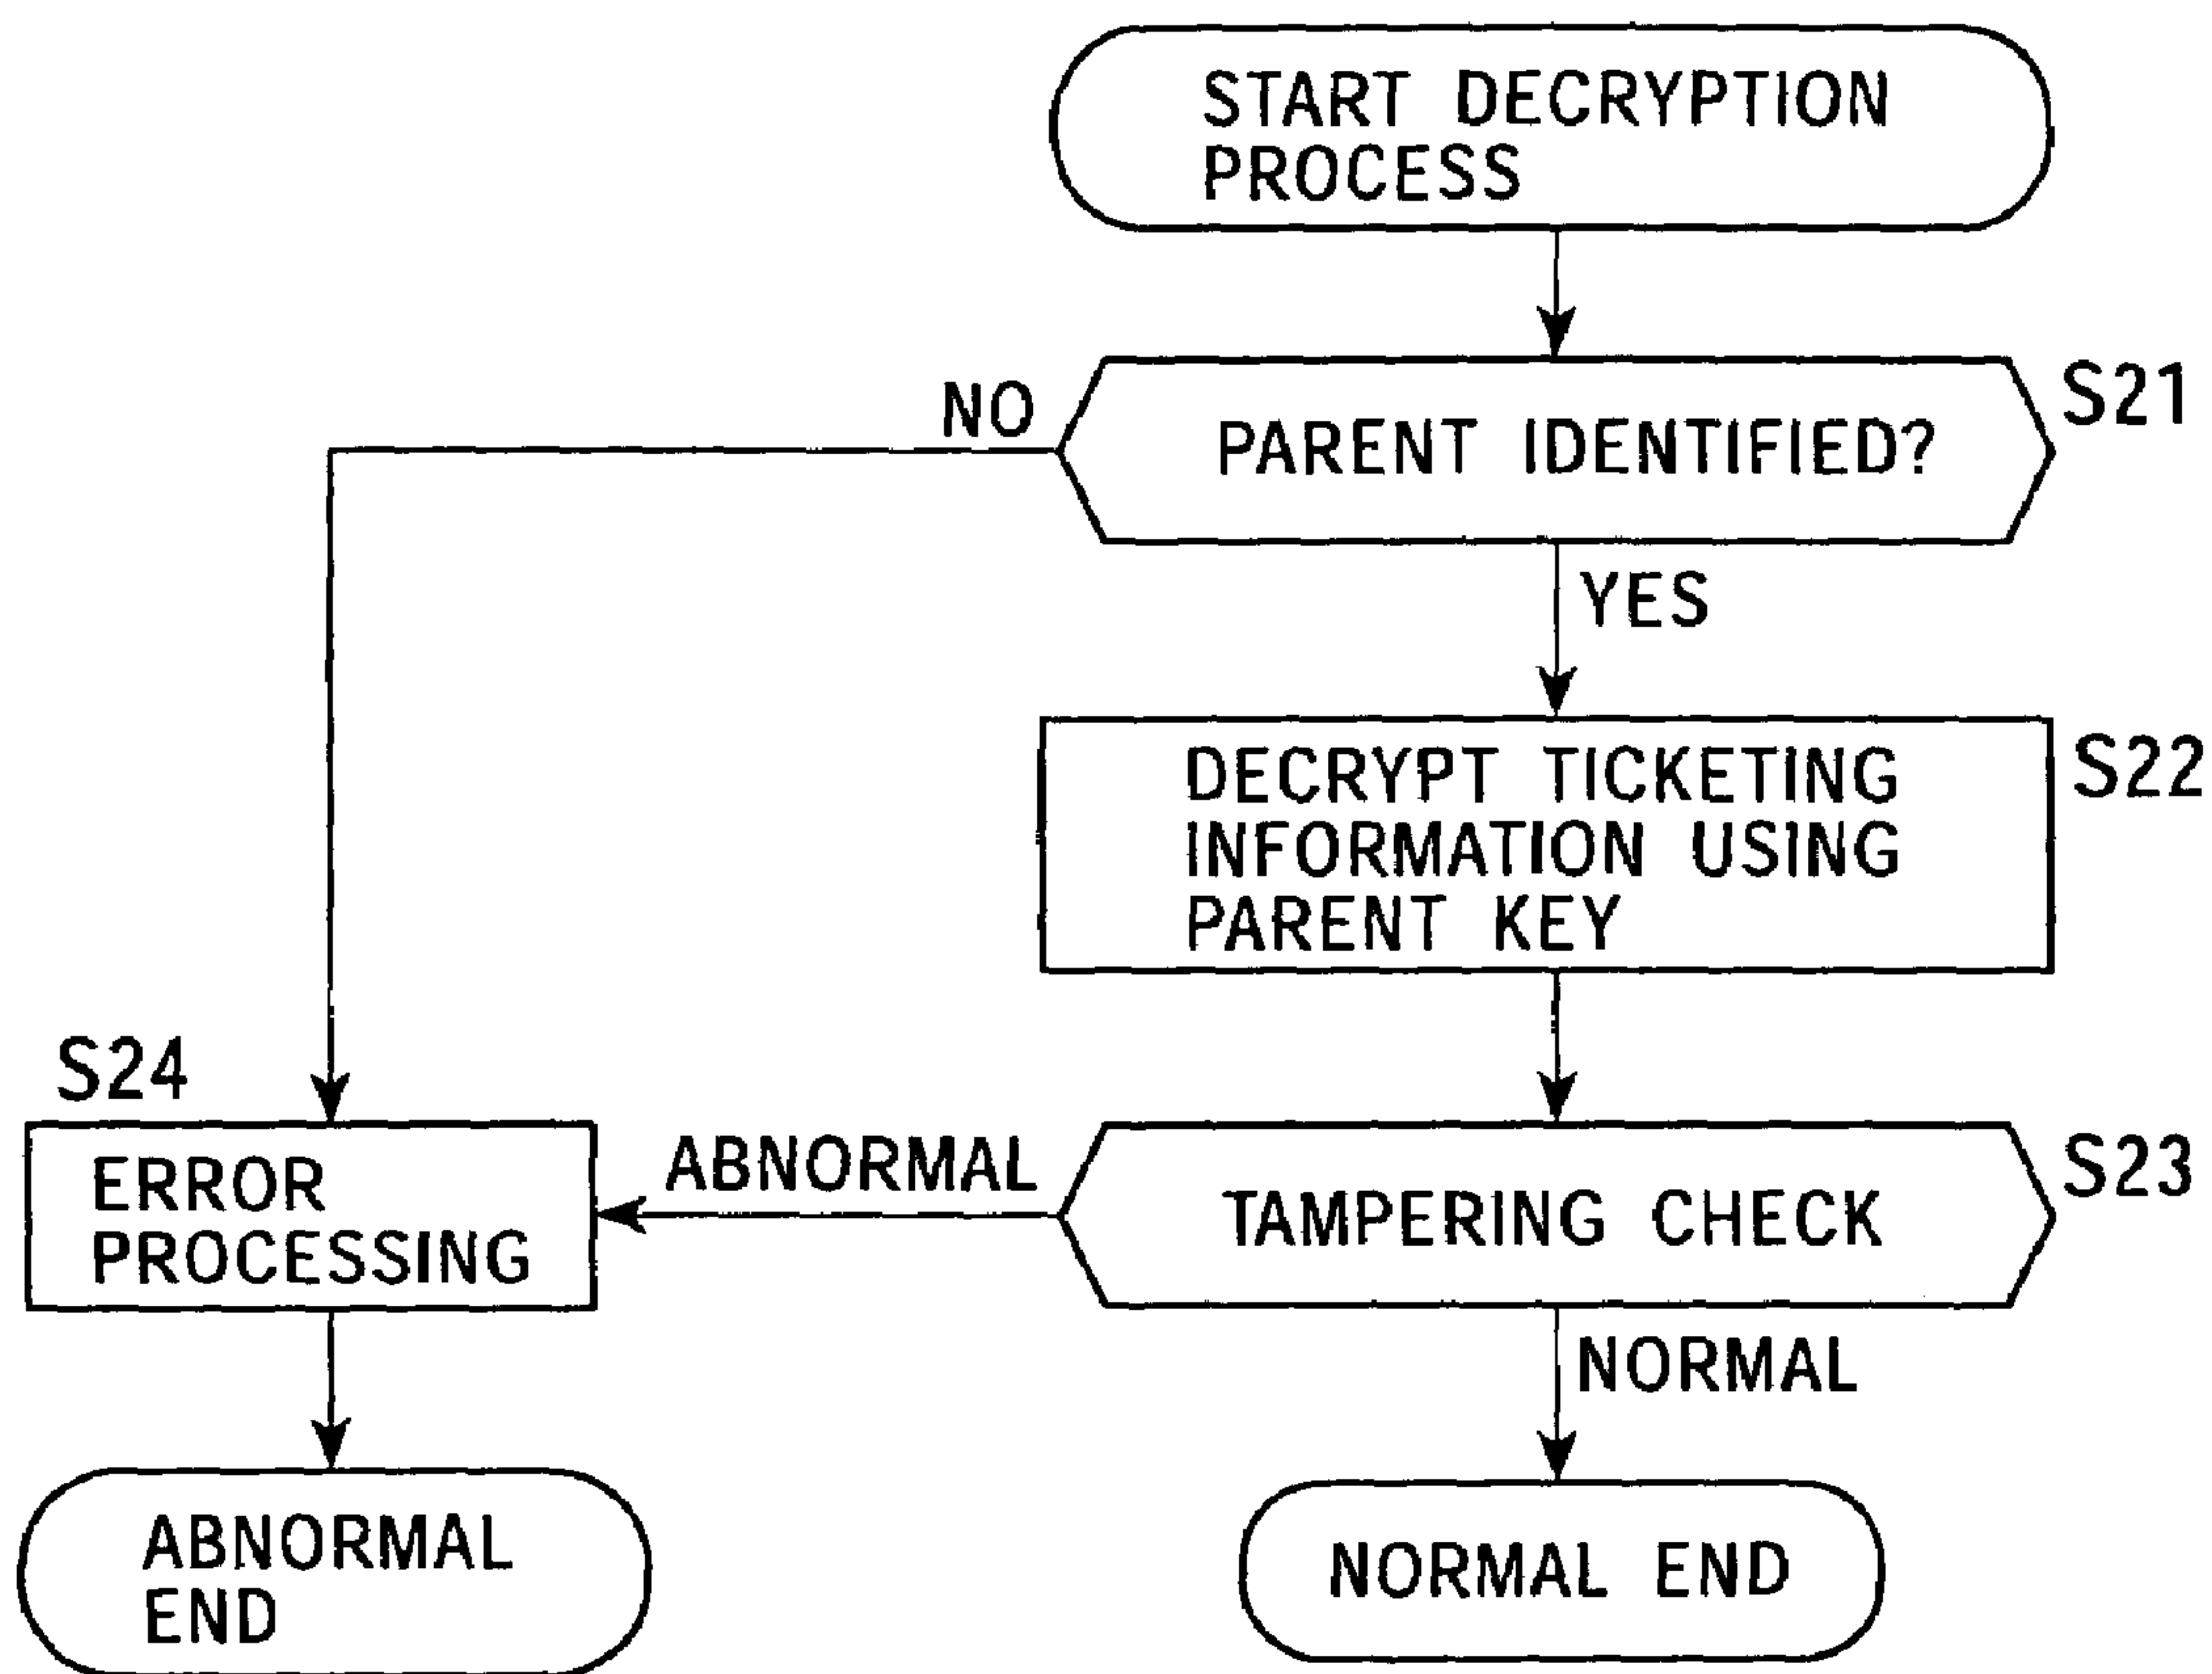 START DECRYPTION
PROCESS
NO
PARENT IDENTIFIED?
S21
YES
DECRYPT TICKETING
INFORMATION USING
PARENT KEY
S22
S24
ERROR
PROCESSING
ABNORMAL
TAMPERING CHECK
S23
NORMAL
ABNORMAL
END
NORMAL END